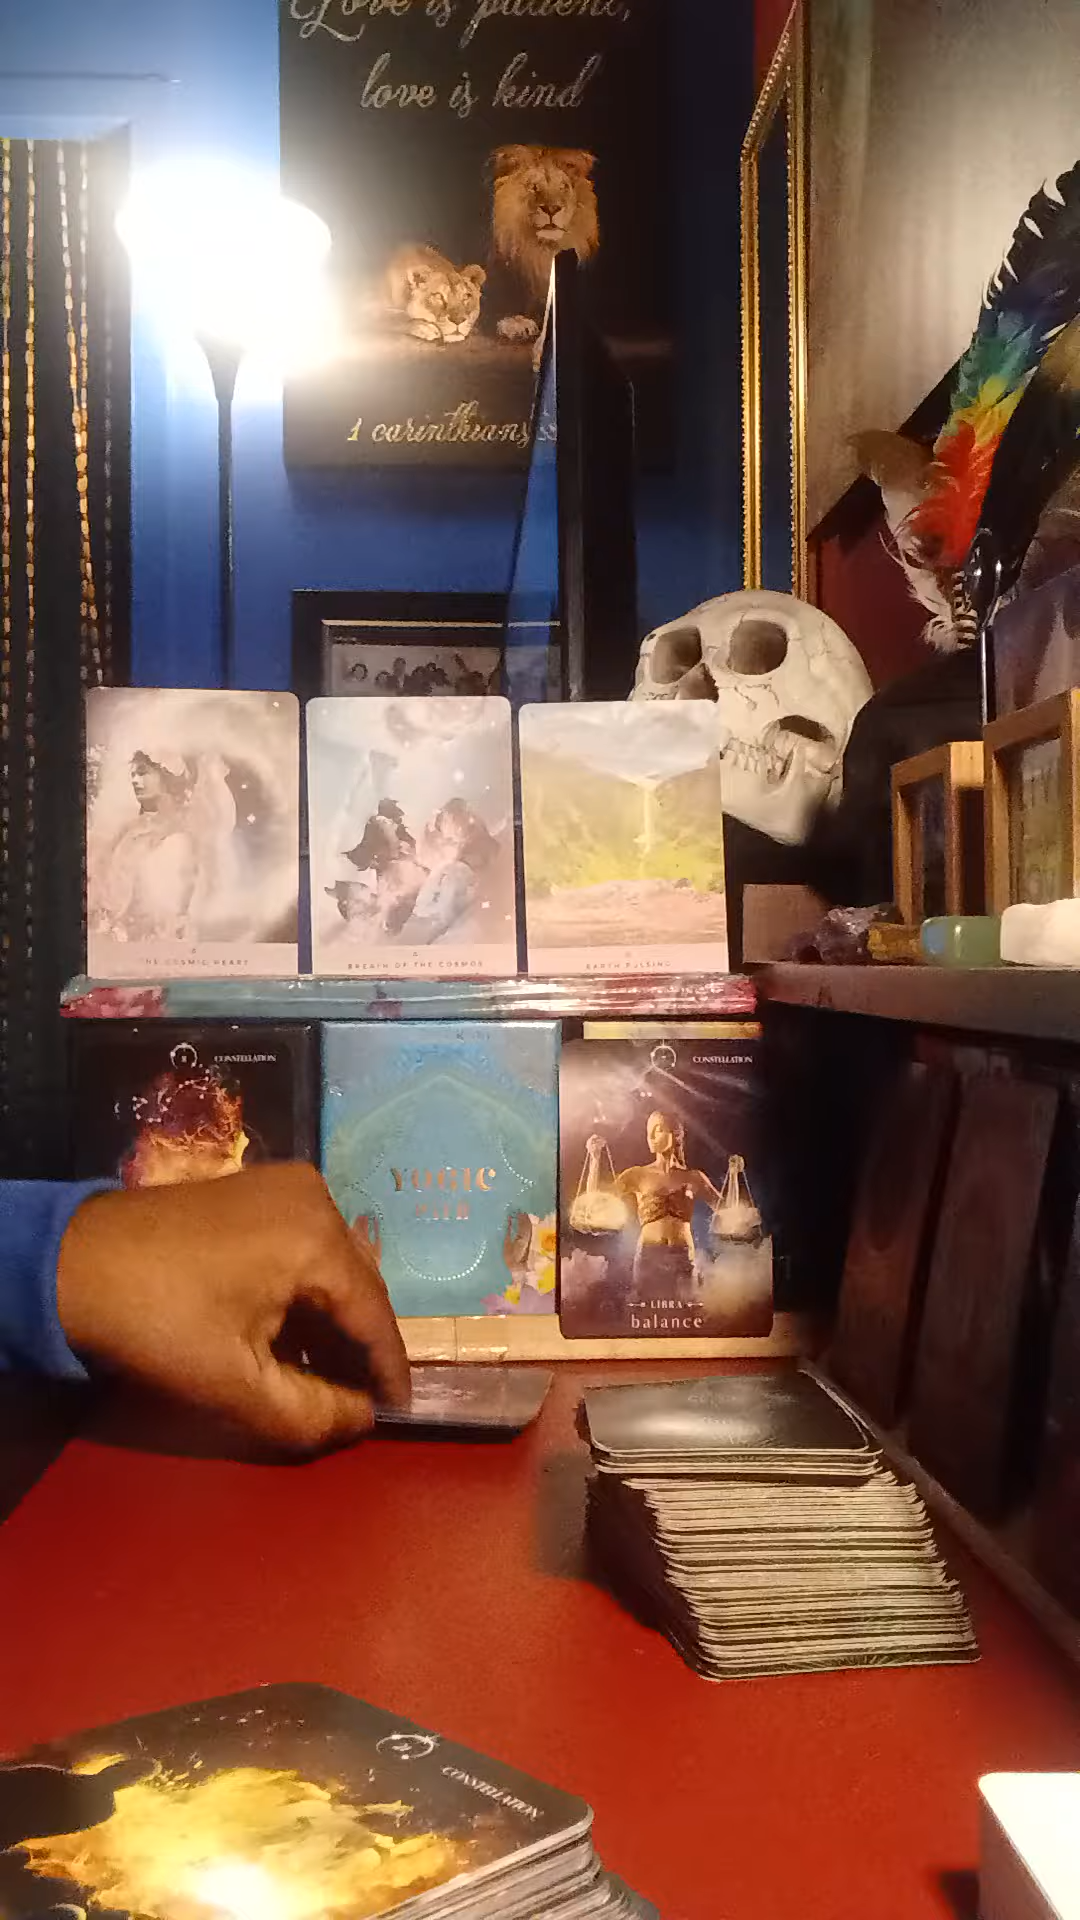 Love is patient,
love is kind
1 corinthians
THE COSMIC HEART
BREATH OF THE COSMOS
EARTH PULSING
CONSTELLATION
YOGIC
PATH
CONSTELLATION
LIBRA
balance
CONSTELLATION